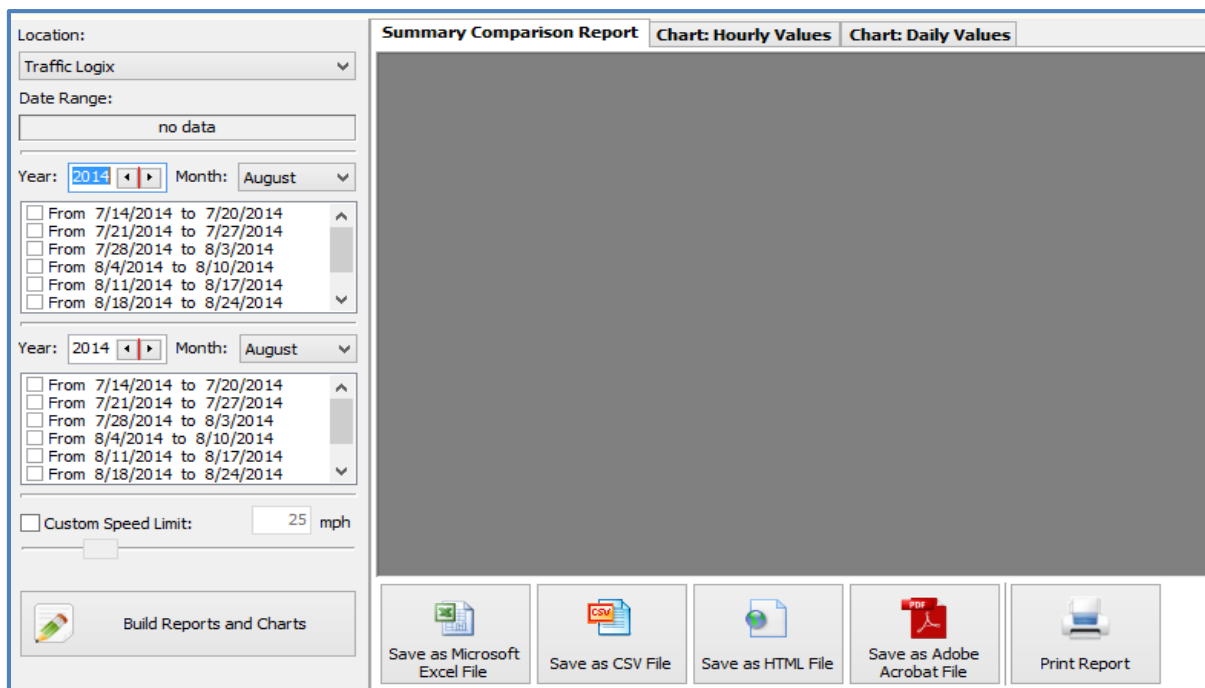 Location:
Traffic Logix
Date Range:
no data
Year: 2014 Month: August
From 7/14/2014 to 7/20/2014
From 7/21/2014 to 7/27/2014
From 7/28/2014 to 8/3/2014
From 8/4/2014 to 8/10/2014
From 8/11/2014 to 8/17/2014
From 8/18/2014 to 8/24/2014
Year: 2014 Month: August
From 7/14/2014 to 7/20/2014
From 7/21/2014 to 7/27/2014
From 7/28/2014 to 8/3/2014
From 8/4/2014 to 8/10/2014
From 8/11/2014 to 8/17/2014
From 8/18/2014 to 8/24/2014
Custom Speed Limit: 25 mph
Build Reports and Charts
Summary Comparison Report Chart: Hourly Values Chart: Daily Values
CSV
PDF
Save as Microsoft
Excel File
Save as CSV File
Save as HTML File
Save as Adobe
Acrobat File
Print Report